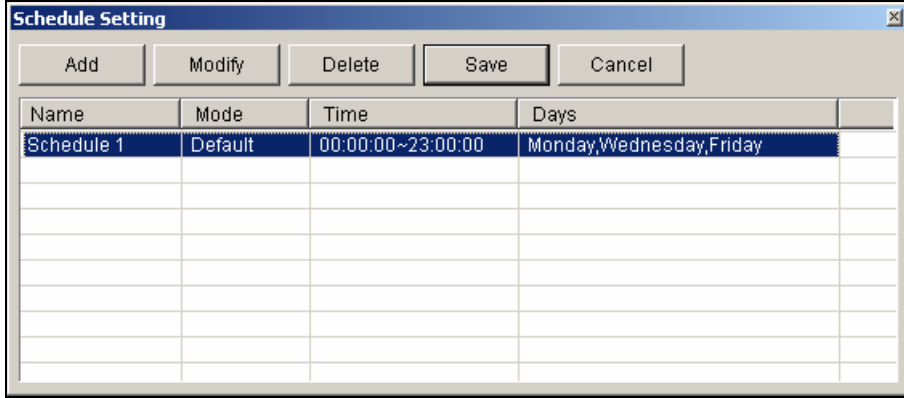 Schedule Setting
Add Modify Delete Save Cancel
Name Mode Time Days
Schedule 1 Default 00:00:00~23:00:00 Monday,Wednesday,Friday